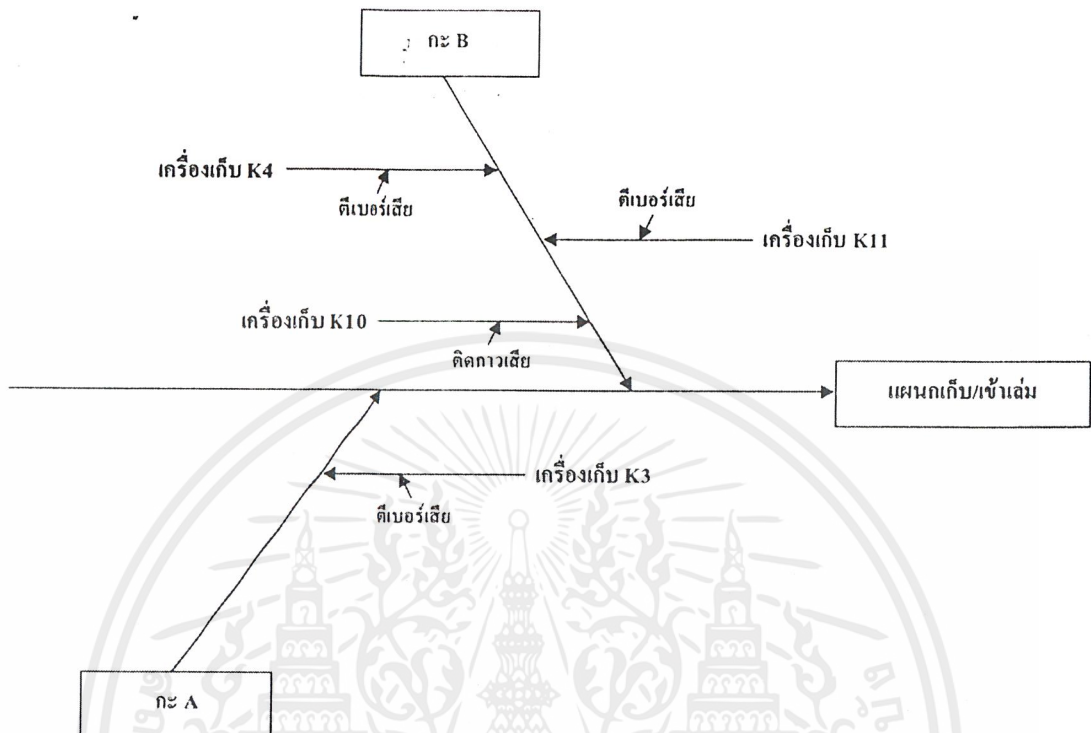 กะ B
เครื่องเก็บ K4
ตีเบอร์เสีย
ตีเบอร์เสีย
เครื่องเก็บ K11
เครื่องเก็บ K10
ติดกาวเสีย
แผนกเก็บ/เข้าเล่ม
เครื่องเก็บ K3
ตีเบอร์เสีย
กะ A